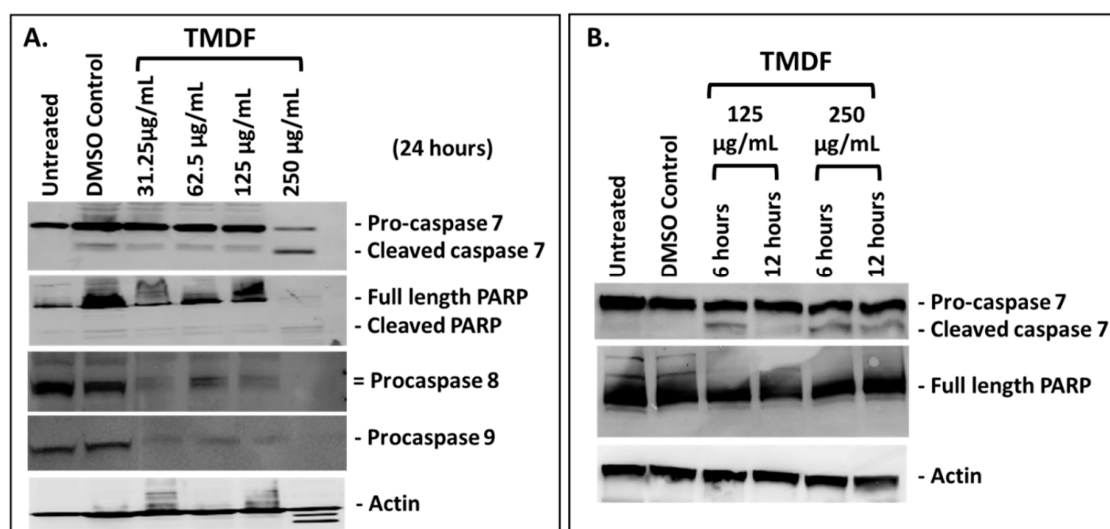 A.
TMDF
Untreated
DMSO Control
31.25µg/mL
62.5 µg/mL
125 µg/mL
250 µg/mL
(24 hours)
- Pro-caspase 7
- Cleaved caspase 7
- Full length PARP
- Cleaved PARP
= Procaspase 8
- Procaspase 9
- Actin
B.
TMDF
125
µg/mL
250
µg/mL
Untreated
DMSO Control
6 hours
12 hours
6 hours
12 hours
- Pro-caspase 7
- Cleaved caspase 7
- Full length PARP
- Actin